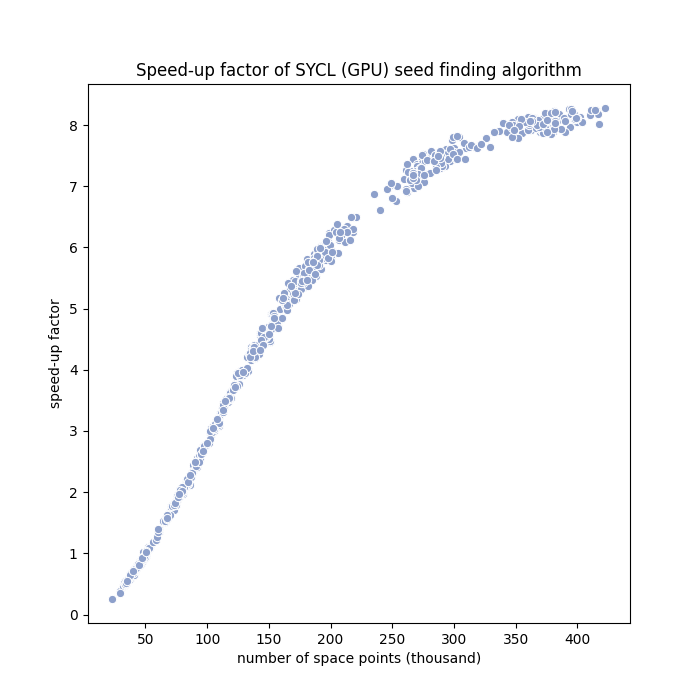 Speed-up factor of SYCL (GPU) seed finding algorithm
speed-up factor
8
7
6
5
4
3
2
1
0
50 100 150 200 250 300 350 400
number of space points (thousand)